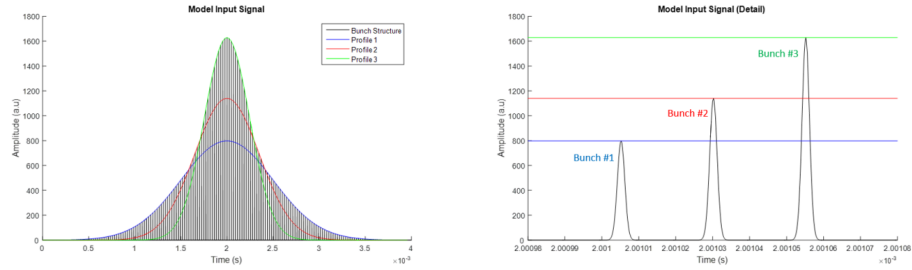 Model Input Signal
1800
1600
1400
1200
1000
800
600
400
200
0
Amplitude (a.u)
Bunch Structure
Profile 1
Profile 2
Profile 3
0.5 1 1.5 2 2.5 3 3.5 4
Time (s)
×10⁻³
Model Input Signal (Detail)
1800
1600
1400
1200
1000
800
600
400
200
0
Amplitude (a.u)
Bunch #3
Bunch #2
Bunch #1
2.00098 2.00099 2.001 2.00101 2.00102 2.00103 2.00104 2.00105 2.00106 2.00107 2.00108
Time (s)
×10⁻³